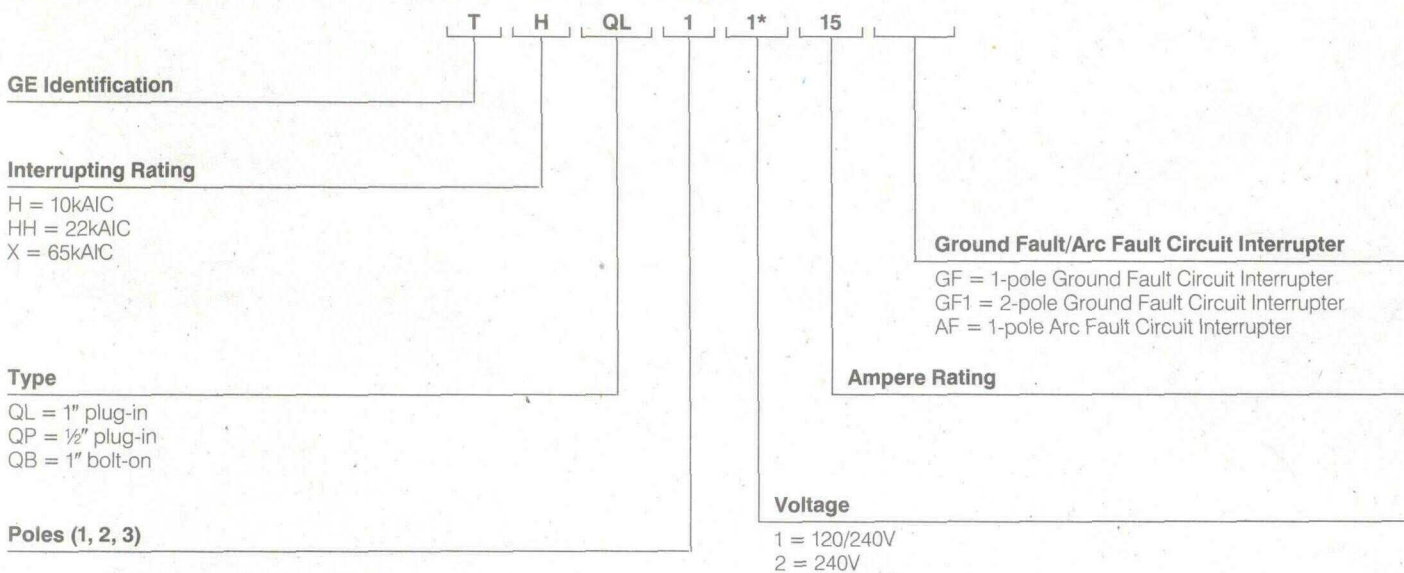 T H QL 1 1* 15
GE Identification
Interrupting Rating
H = 10kAIC
HH = 22kAIC
X = 65kAIC
Ground Fault/Arc Fault Circuit Interrupter
GF = 1-pole Ground Fault Circuit Interrupter
GF1 = 2-pole Ground Fault Circuit Interrupter
AF = 1-pole Arc Fault Circuit Interrupter
Type
QL = 1" plug-in
QP = ½" plug-in
QB = 1" bolt-on
Ampere Rating
Poles (1, 2, 3)
Voltage
1 = 120/240V
2 = 240V